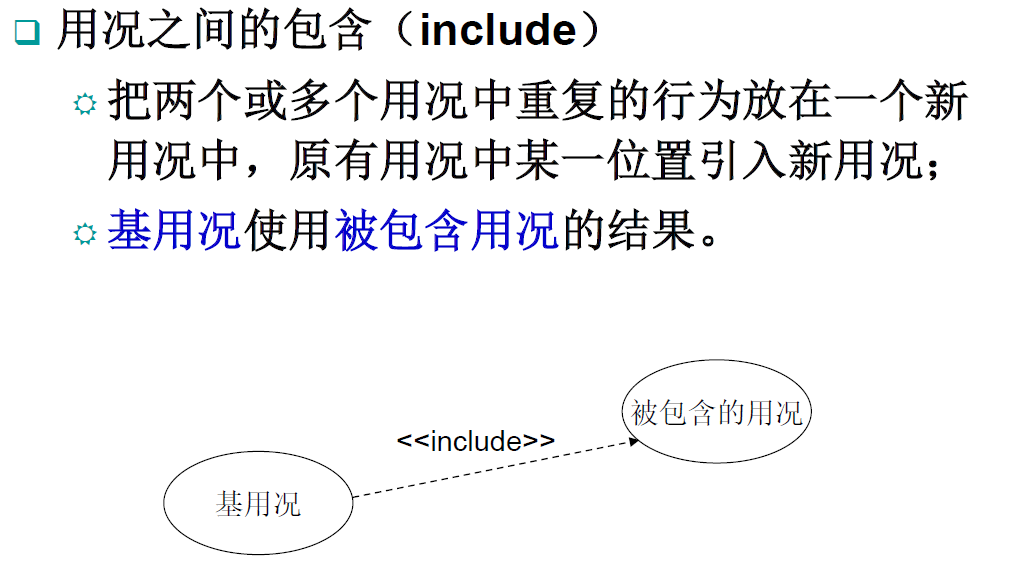 用况之间的包含（include）
把两个或多个用况中重复的行为放在一个新
用况中，原有用况中某一位置引入新用况；
基用况使用被包含用况的结果。
被包含的用况
<<include>>
基用况